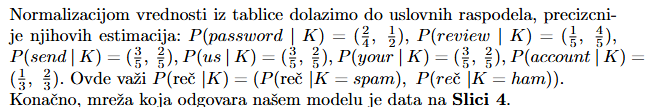 Normalizacijom vrednosti iz tablice dolazimo do uslovnih raspodela, precizcni-
je njihovih estimacija: P(password | K) = (2/4, 1/2), P(review | K) = (1/5, 4/5),
P(send | K) = (3/5, 2/5), P(us | K) = (3/5, 2/5), P(your | K) = (3/5, 2/5), P(account | K) =
(1/3, 2/3). Ovde važi P(reč |K) = (P(reč |K = spam), P(reč |K = ham)).
Konačno, mreža koja odgovara našem modelu je data na Slici 4.